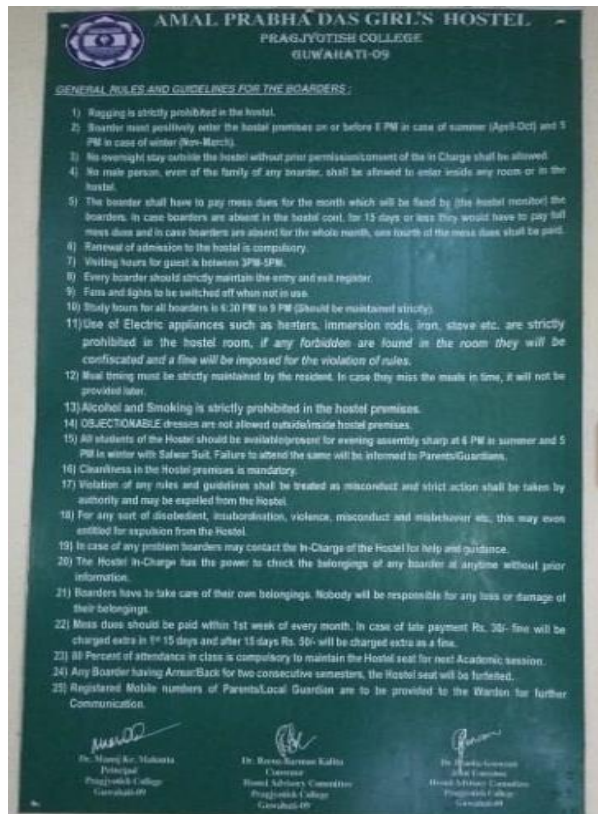 AMAL PRABHA DAS GIRL'S HOSTEL
PRAGJYOTISH COLLEGE
GUWAHATI-09
GENERAL RULES AND GUIDELINES FOR THE BOARDERS :
1) Ragging is strictly prohibited in the hostel.
2) Boarder must positively enter the hostel premises on or before 6 PM in case of summer (April-Oct) and 5
PM in case of winter (Nov-March).
3) No overnight stay outside the hostel without prior permission/consent of the In Charge shall be allowed.
4) No male person, even of the family of any boarder, shall be allowed to enter inside any room or in the
hostel.
5) The boarder shall have to pay mess dues for the month which will be fixed by (the hostel monitor) the
boarders. In case boarders are absent in the hostel cont. for 15 days or less they would have to pay full
mess dues and in case boarders are absent for the whole month, one fourth of the mess dues shall be paid.
6) Renewal of admission to the hostel is compulsory.
7) Visiting hours for guest is between 3PM-5PM.
8) Every boarder should strictly maintain the entry and exit register.
9) Fans and lights to be switched off when not in use.
10) Study hours for all boarders is 6:30 PM to 9 PM (Should be maintained strictly).
11)Use of Electric appliances such as heaters, immersion rods, iron, stove etc. are strictly
prohibited in the hostel room, if any forbidden are found in the room they will be
confiscated and a fine will be imposed for the violation of rules.
12) Meal timing must be strictly maintained by the resident. In case they miss the meals in time, it will not be
provided later.
13)Alcohol and Smoking is strictly prohibited in the hostel premises.
14) OBJECTIONABLE dresses are not allowed outside/inside hostel premises.
15) All students of the Hostel should be available/present for evening assembly sharp at 6 PM in summer and 5
PM in winter with Salwar Suit. Failure to attend the same will be informed to Parents/Guardians.
16) Cleanliness in the Hostel premises is mandatory.
17) Violation of any rules and guidelines shall be treated as misconduct and strict action shall be taken by
authority and may be expelled from the Hostel.
18) For any sort of disobedient, insubordination, violence, misconduct and misbehavior etc, this may even
entitled for expulsion from the Hostel.
19) In case of any problem boarders may contact the In-Charge of the Hostel for help and guidance.
20) The Hostel In-Charge has the power to check the belongings of any boarder at anytime without prior
information.
21) Boarders have to take care of their own belongings. Nobody will be responsible for any loss or damage of
their belongings.
22) Mess dues should be paid within 1st week of every month. In case of late payment Rs. 30/- fine will be
charged extra in 1st 15 days and after 15 days Rs. 50/- will be charged extra as a fine.
23) 80 Percent of attendance in class is compulsory to maintain the Hostel seat for next Academic session.
24) Any Boarder having Arrear/Back for two consecutive semesters, the Hostel seat will be forfeited.
25) Registered Mobile numbers of Parents/Local Guardian are to be provided to the Warden for further
Communication.
Dr. Manoj Kr. Mahanta
Principal
Pragjyotish College
Guwahati-09
Dr. Reena Barman Kalita
Convenor
Hostel Advisory Committee
Pragjyotish College
Guwahati-09
Dr. Goswami
Joint Convenor
Hostel Advisory Committee
Pragjyotish College
Guwahati-09